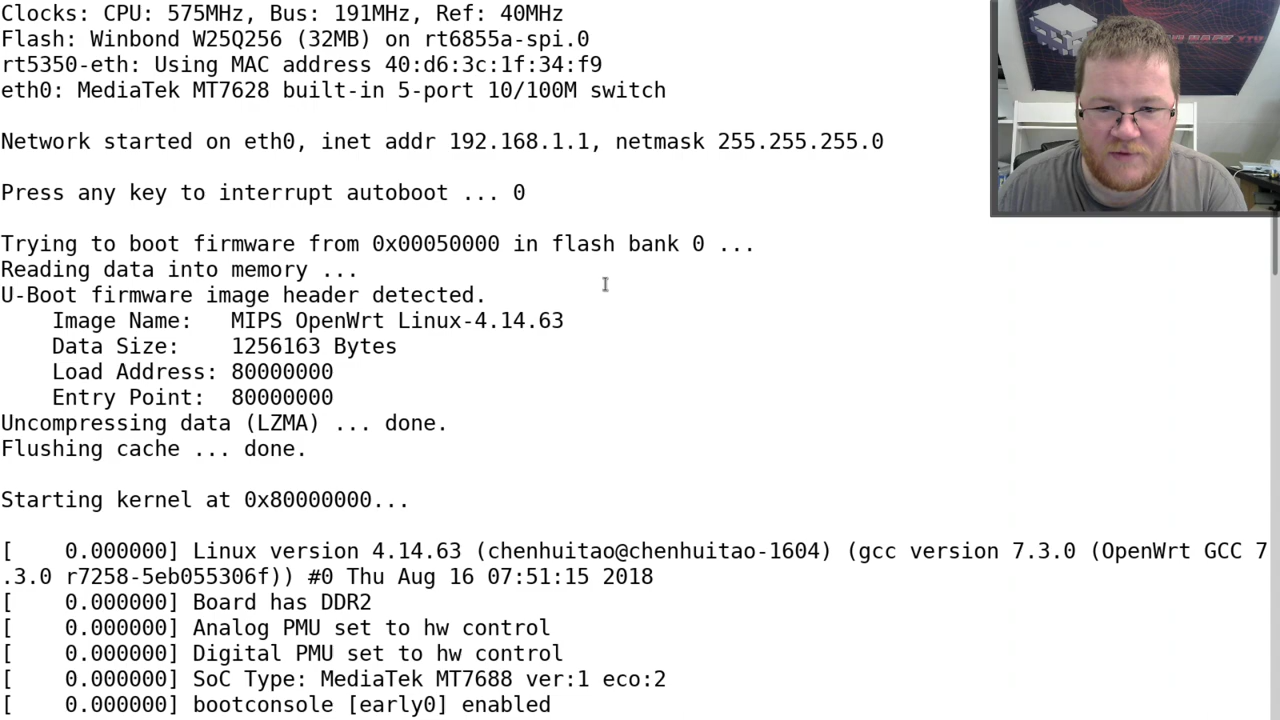 Clocks: CPU: 575MHz, Bus: 191MHz, Ref: 40MHz
Flash: Winbond W25Q256 (32MB) on rt6855a-spi.0
rt5350-eth: Using MAC address 40:d6:3c:1f:34:f9
eth0: MediaTek MT7628 built-in 5-port 10/100M switch
Network started on eth0, inet addr 192.168.1.1, netmask 255.255.255.0
Press any key to interrupt autoboot ... 0
Trying to boot firmware from 0x00050000 in flash bank 0 ...
Reading data into memory ...
U-Boot firmware image header detected.
Image Name:   MIPS OpenWrt Linux-4.14.63
Data Size:    1256163 Bytes
Load Address: 80000000
Entry Point:  80000000
Uncompressing data (LZMA) ... done.
Flushing cache ... done.
Starting kernel at 0x80000000...
[    0.000000] Linux version 4.14.63 (chenhuitao@chenhuitao-1604) (gcc version 7.3.0 (OpenWrt GCC 7
.3.0 r7258-5eb055306f)) #0 Thu Aug 16 07:51:15 2018
[    0.000000] Board has DDR2
[    0.000000] Analog PMU set to hw control
[    0.000000] Digital PMU set to hw control
[    0.000000] SoC Type: MediaTek MT7688 ver:1 eco:2
[    0.000000] bootconsole [early0] enabled